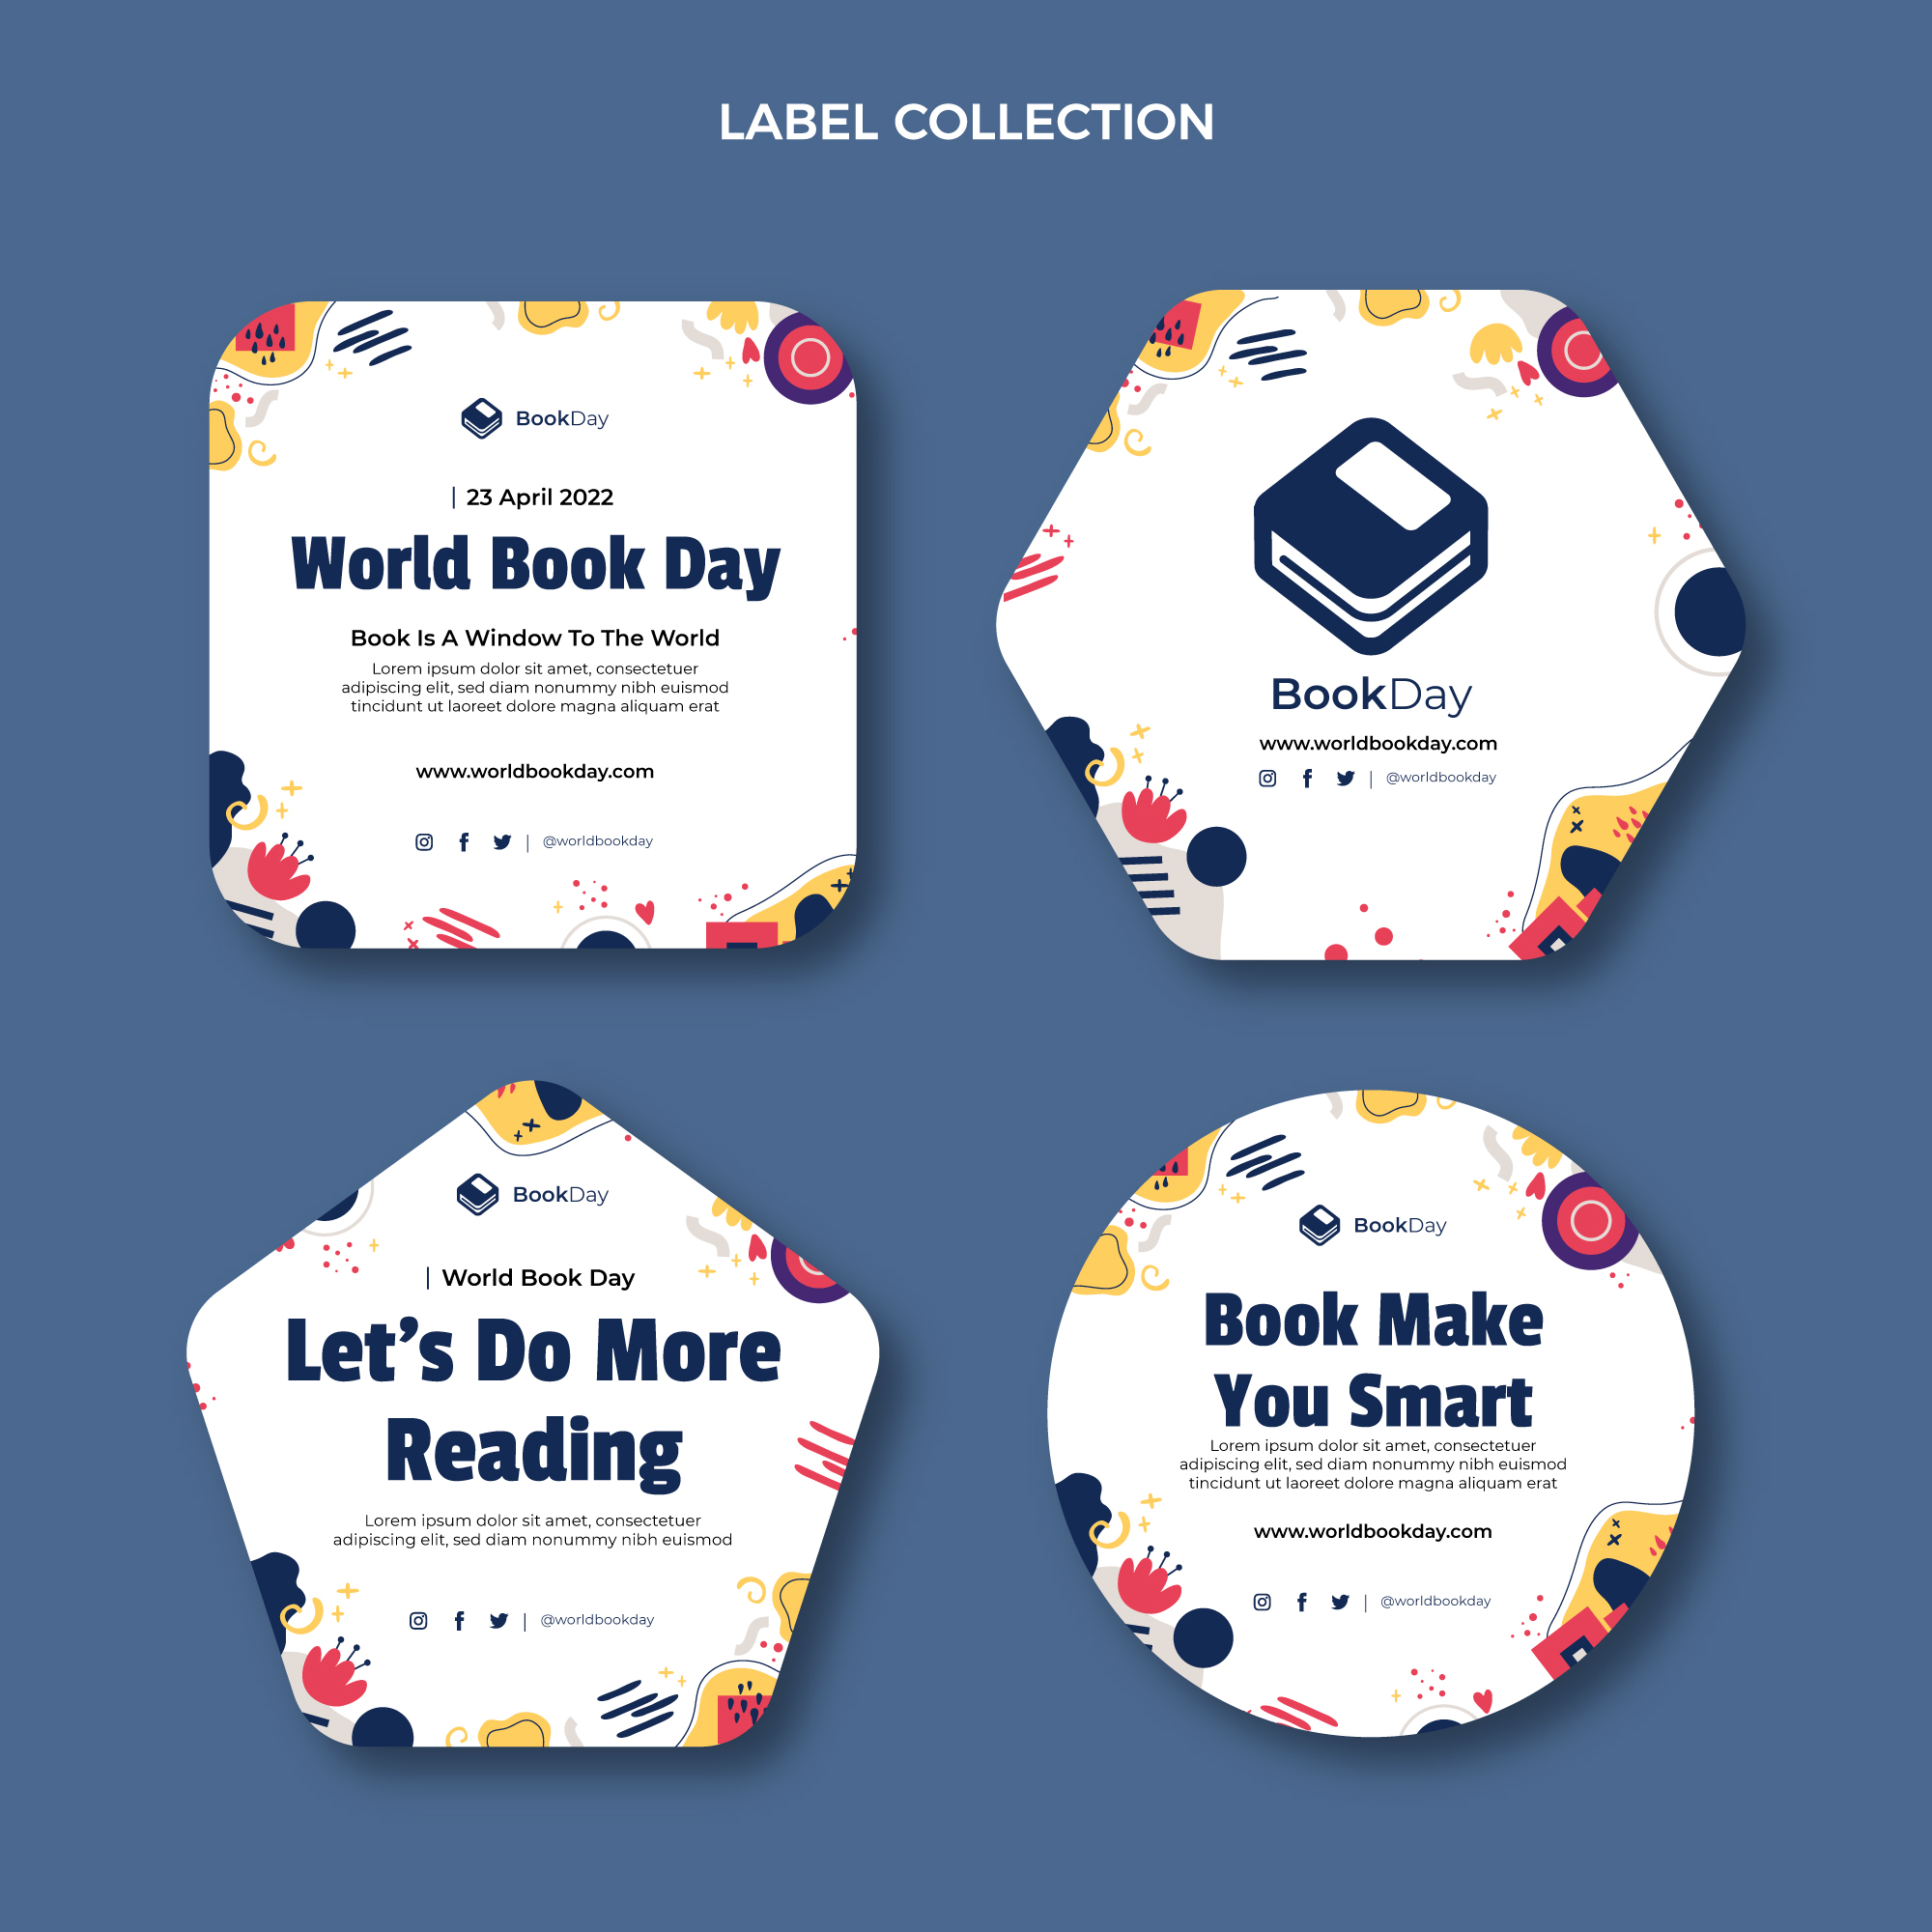 LABEL COLLECTION
BookDay
| 23 April 2022
World Book Day
Book Is A Window To The World
Lorem ipsum dolor sit amet, consectetuer
adipiscing elit, sed diam nonummy nibh euismod
tincidunt ut laoreet dolore magna aliquam erat
www.worldbookday.com
| @worldbookday
BookDay
www.worldbookday.com
| @worldbookday
BookDay
| World Book Day
Let's Do More
Reading
Lorem ipsum dolor sit amet, consectetuer
adipiscing elit, sed diam nonummy nibh euismod
| @worldbookday
BookDay
Book Make
You Smart
Lorem ipsum dolor sit amet, consectetuer
adipiscing elit, sed diam nonummy nibh euismod
tincidunt ut laoreet dolore magna aliquam erat
www.worldbookday.com
| @worldbookday